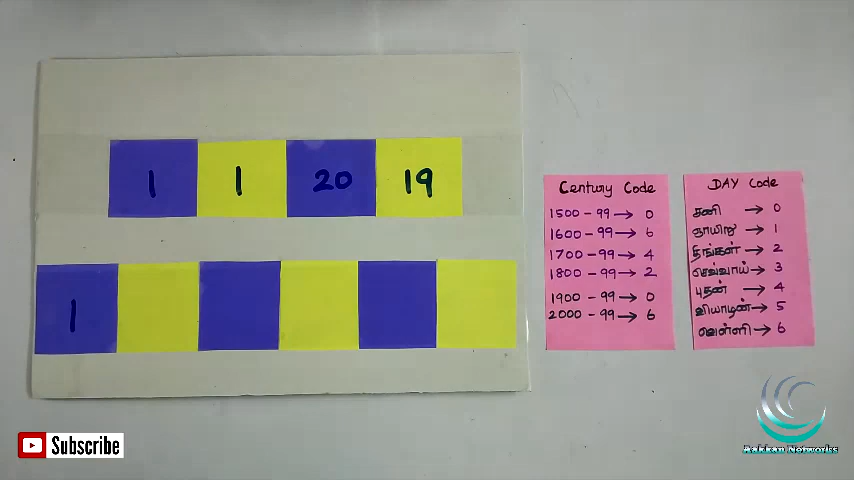 1 1 20 19
1
Century Code
1500 - 99 → 0
1600 - 99 → 6
1700 - 99 → 4
1800 - 99 → 2
1900 - 99 → 0
2000 - 99 → 6
DAY Code
சனி → 0
ஞாயிறு → 1
திங்கள் → 2
செவ்வாய் → 3
புதன் → 4
வியாழன் → 5
வெள்ளி → 6
Subscribe